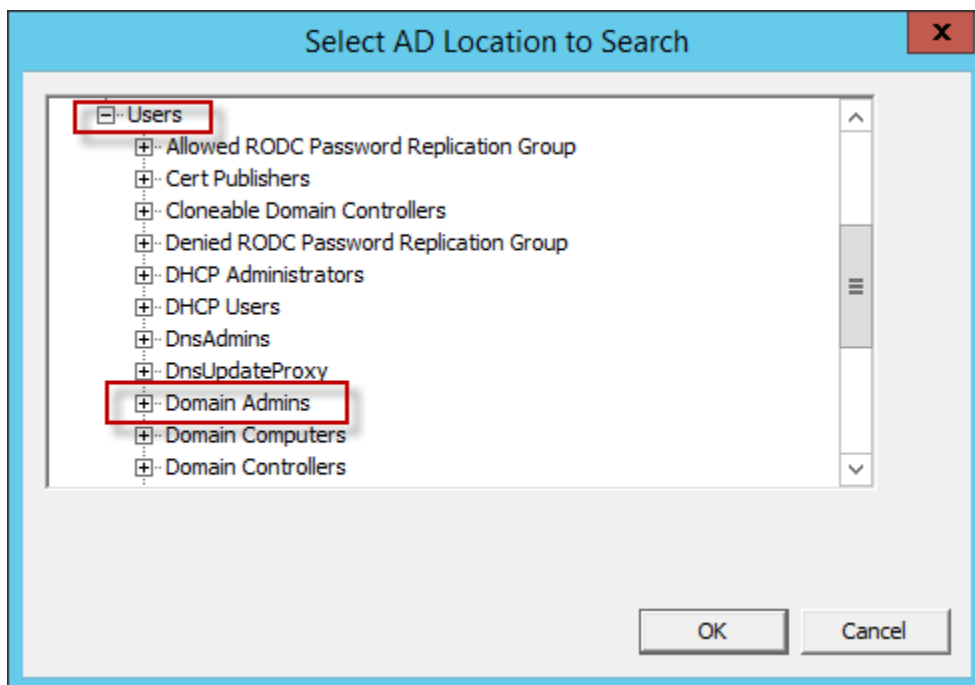 Select AD Location to Search
x
Users
Allowed RODC Password Replication Group
Cert Publishers
Cloneable Domain Controllers
Denied RODC Password Replication Group
DHCP Administrators
DHCP Users
DnsAdmins
DnsUpdateProxy
Domain Admins
Domain Computers
Domain Controllers
OK Cancel